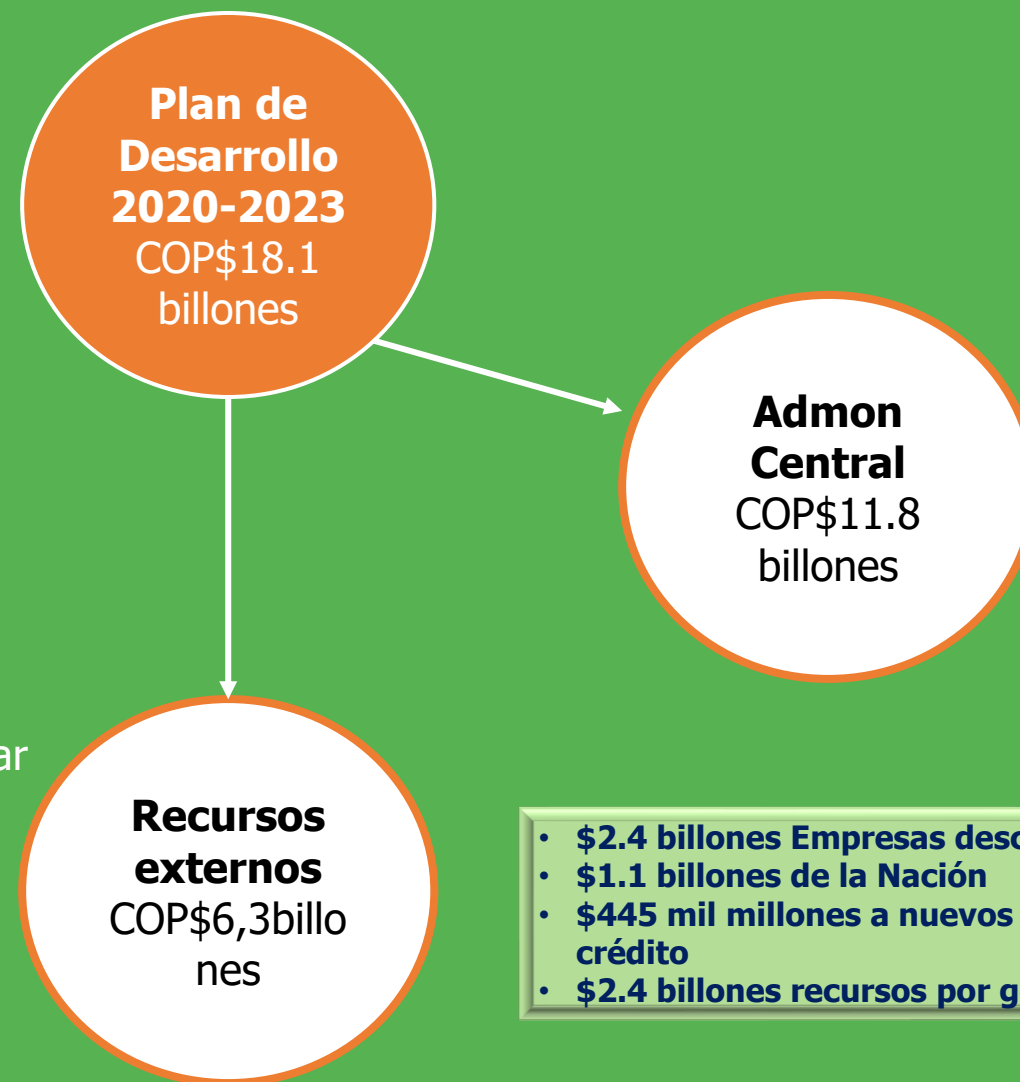 Plan de
Desarrollo
2020-2023
COP$18.1
billones
Admon
Central
COP$11.8
billones
Recursos
externos
COP$6,3billo
nes
• $2.4 billones Empresas
• $1.1 billones de la Nación
• $445 mil millones a nuevos
crédito
• $2.4 billones recursos por